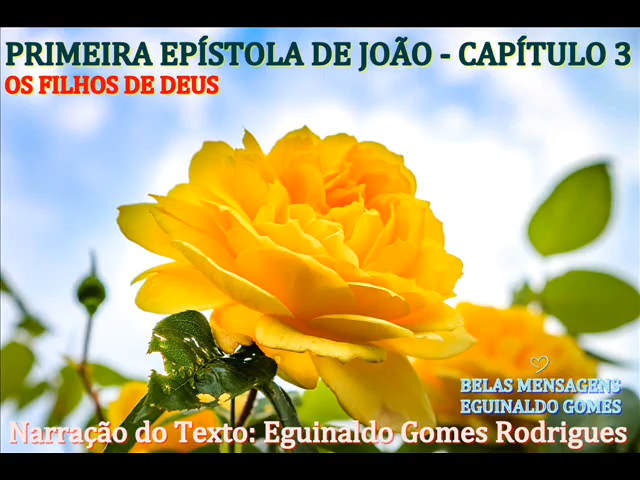 PRIMEIRA EPÍSTOLA DE JOÃO - CAPÍTULO 3
OS FILHOS DE DEUS
BELAS MENSAGENS
EGUINALDO GOMES
Narração do Texto: Eguinaldo Gomes Rodrigues